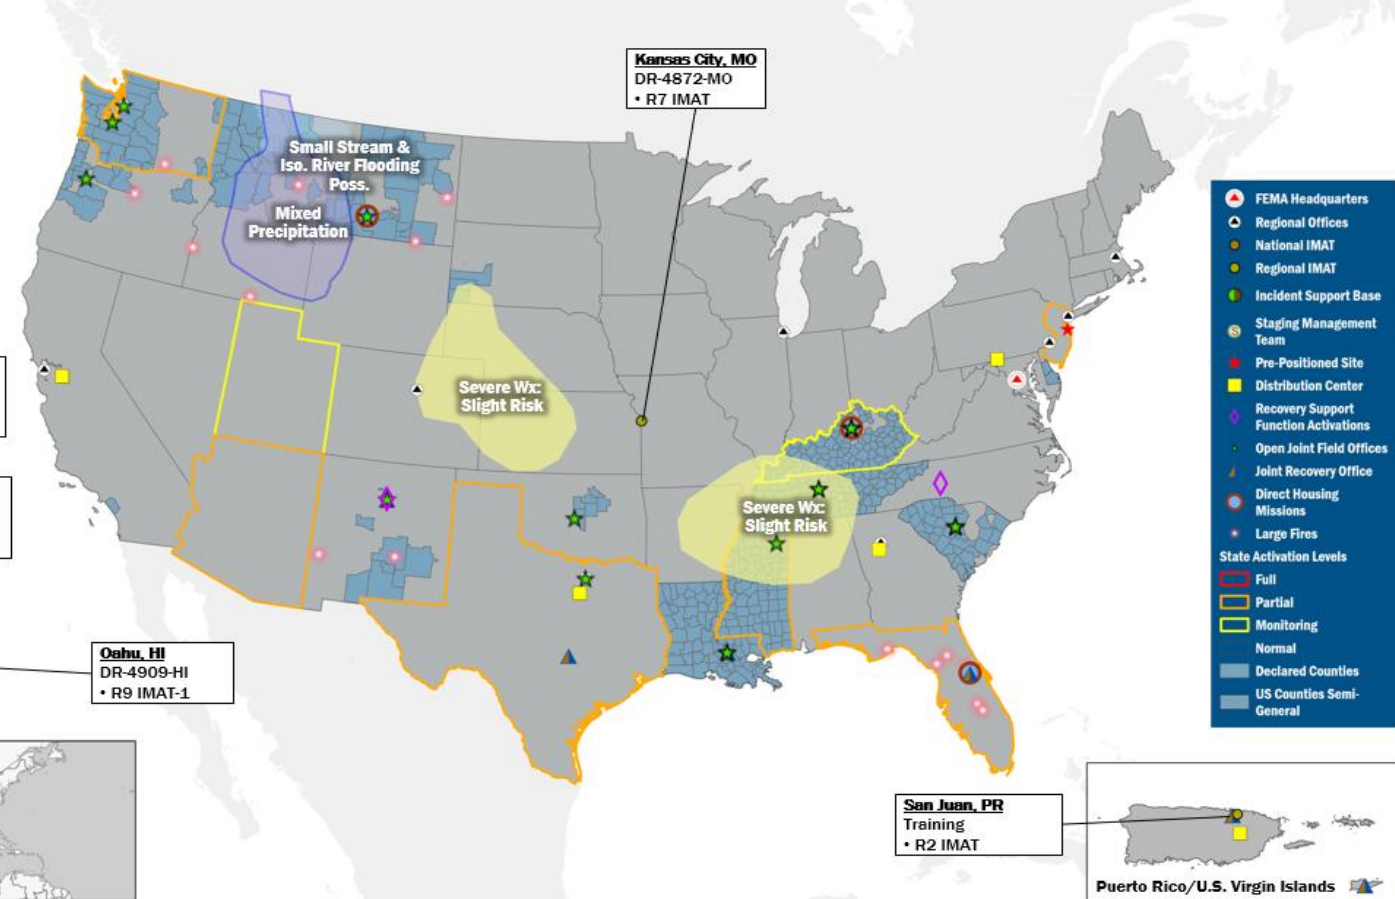 Kansas City, MO
DR-4872-MO
• R7 IMAT
Small Stream &
Iso. River Flooding
Poss.
Mixed
Precipitation
Severe Wx:
Slight Risk
Severe Wx:
Slight Risk
Oahu, HI
DR-4909-HI
• R9 IMAT-1
San Juan, PR
Training
• R2 IMAT
Puerto Rico/U.S. Virgin Islands
FEMA Headquarters
Regional Offices
National IMAT
Regional IMAT
Incident Support Base
S
Staging Management
Team
Pre-Positioned Site
Distribution Center
Recovery Support
Function Activations
Open Joint Field Offices
Joint Recovery Office
Direct Housing
Missions
Large Fires
State Activation Levels
Full
Partial
Monitoring
Normal
Declared Counties
US Counties Semi-
General